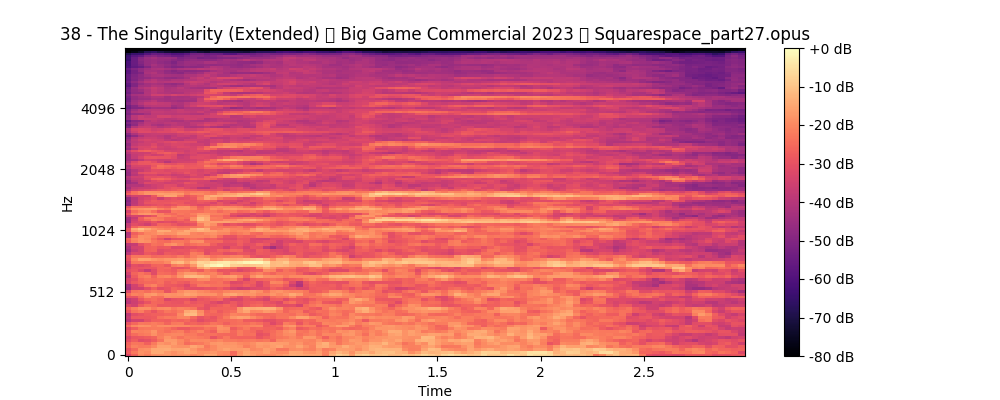 38 - The Singularity (Extended) ▯ Big Game Commercial 2023 ▯ Squarespace_part27.opus
+0 dB
-10 dB
-20 dB
-30 dB
-40 dB
-50 dB
-60 dB
-70 dB
-80 dB
4096
2048
1024
512
0
Hz
0
0.5
1
1.5
2
2.5
Time